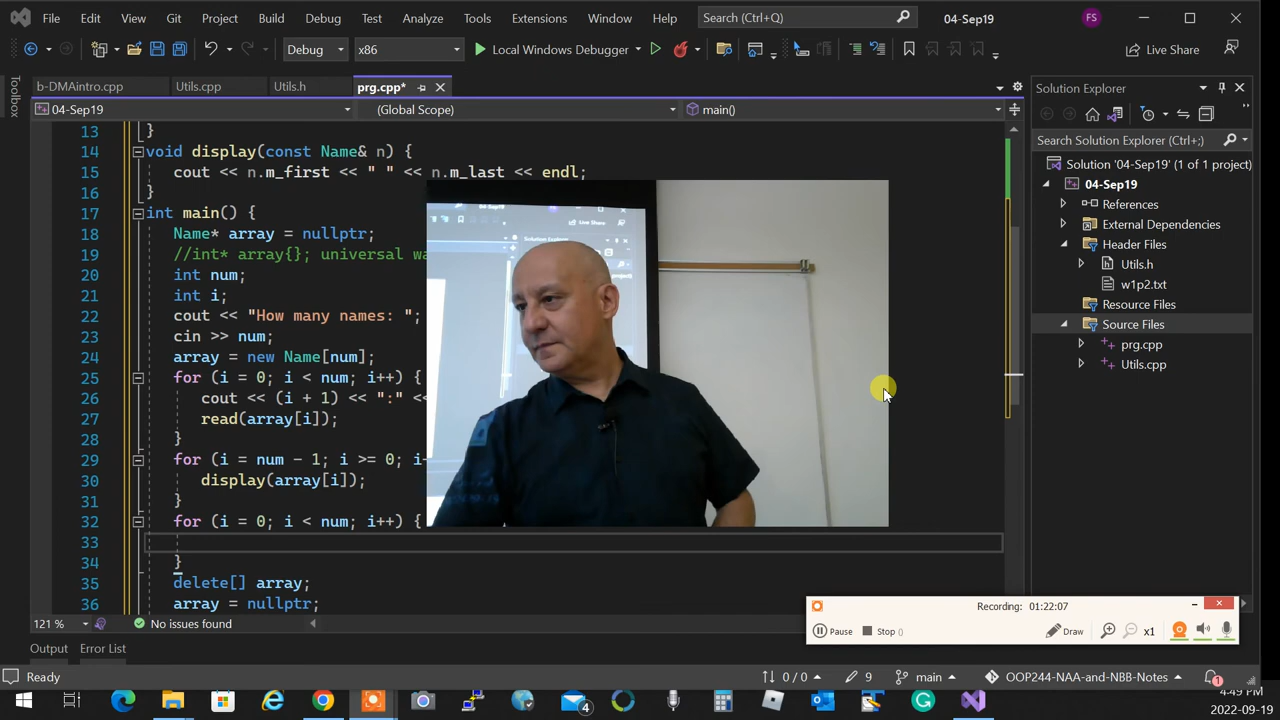 File Edit View Git Project Build Debug Test Analyze Tools Extensions Window Help Search (Ctrl+Q) 04-Sep19 FS
Debug x86 Local Windows Debugger Live Share
Toolbox
b-DMAintro.cpp Utils.cpp Utils.h prg.cpp*
04-Sep19 (Global Scope) main()
13 }
14 void display(const Name& n) {
15 cout << n.m_first << " " << n.m_last << endl;
16 }
17 int main() {
18 Name* array = nullptr;
19 //int* array{}; universal wa
20 int num;
21 int i;
22 cout << "How many names: ";
23 cin >> num;
24 array = new Name[num];
25 for (i = 0; i < num; i++) {
26 cout << (i + 1) << ":" <
27 read(array[i]);
28 }
29 for (i = num - 1; i >= 0; i-
30 display(array[i]);
31 }
32 for (i = 0; i < num; i++) {
33
34 }
35 delete[] array;
36 array = nullptr;
121 % No issues found
Solution Explorer
Search Solution Explorer (Ctrl+;)
Solution '04-Sep19' (1 of 1 project)
04-Sep19
References
External Dependencies
Header Files
Utils.h
w1p2.txt
Resource Files
Source Files
prg.cpp
Utils.cpp
Live Share
Recording: 01:22:07
Pause Stop () Draw x1
Output Error List
Ready 0 / 0 9 main OOP244-NAA-and-NBB-Notes 1
4
4:49 PM
2022-09-19